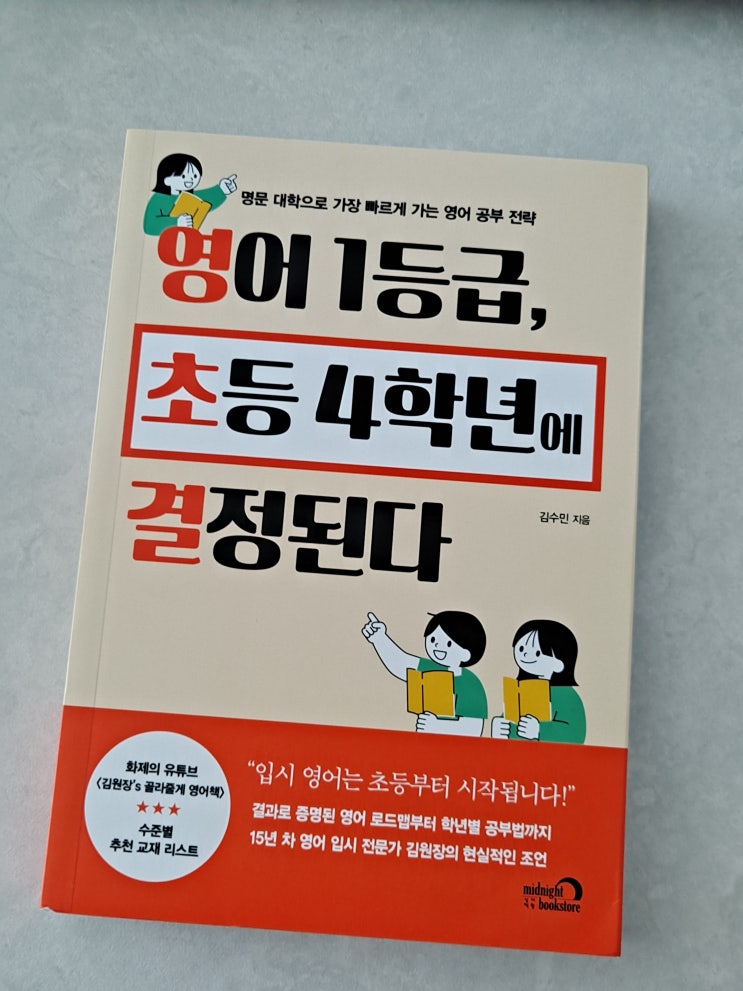 명문 대학으로 가장 빠르게 가는 영어 공부 전략
영어 1등급,
초등 4학년에
결정된다
김수민 지음
화제의 유튜브
〈김원장's 골라줄게 영어책〉
★★★
수준별
추천 교재 리스트
“입시 영어는 초등부터 시작됩니다!”
결과로 증명된 영어 로드맵부터 학년별 공부법까지
15년 차 영어 입시 전문가 김원장의 현실적인 조언
midnight
bookstore